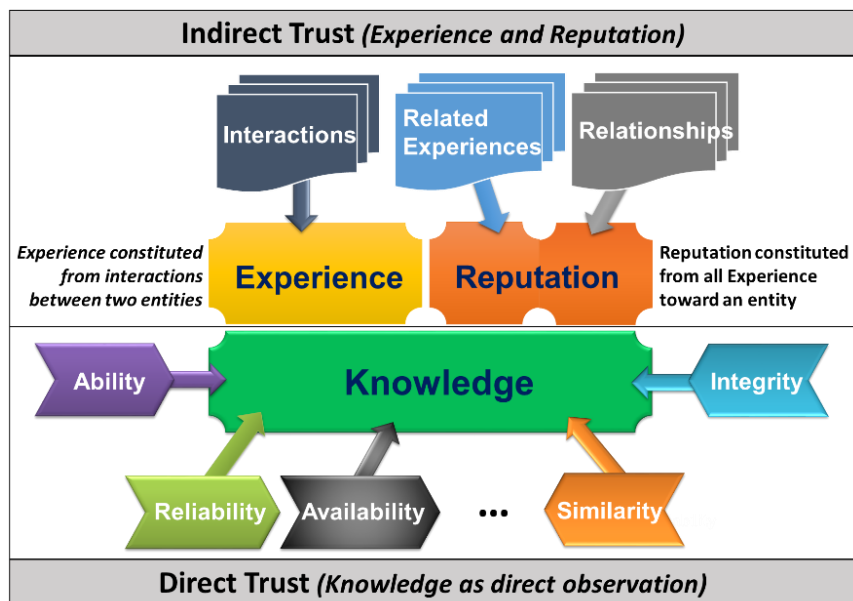 Indirect Trust (Experience and Reputation)
Interactions
Related
Experiences
Relationships
Experience constituted
from interactions
between two entities
Experience
Reputation
Reputation constituted
from all Experience
toward an entity
Ability
Knowledge
Integrity
Reliability
Availability
...
Similarity
Direct Trust (Knowledge as direct observation)